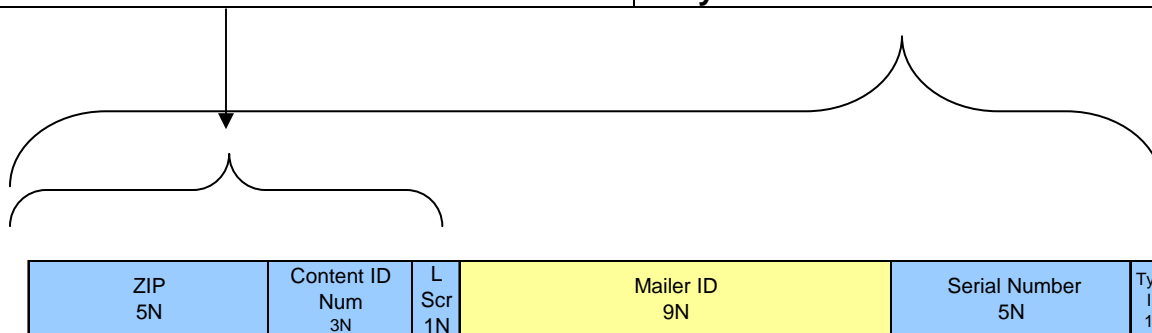 ZIP
5N
Content ID
Num
3N
L
Scr
1N
Mailer ID
9N
Serial Number
5N